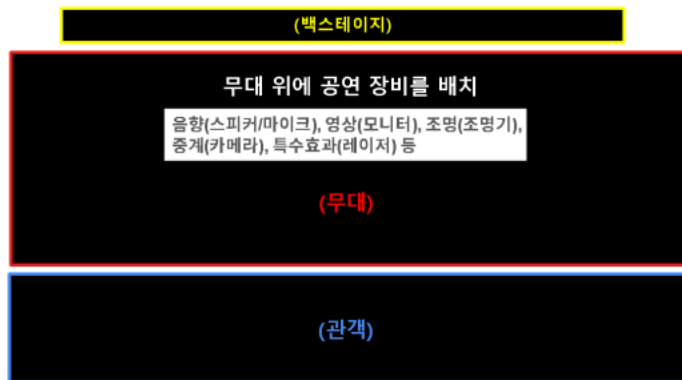 (백스테이지)
무대 위에 공연 장비를 배치
음향(스피커/마이크), 영상(모니터), 조명(조명기),
중계(카메라), 특수효과(레이저) 등
(무대)
(관객)